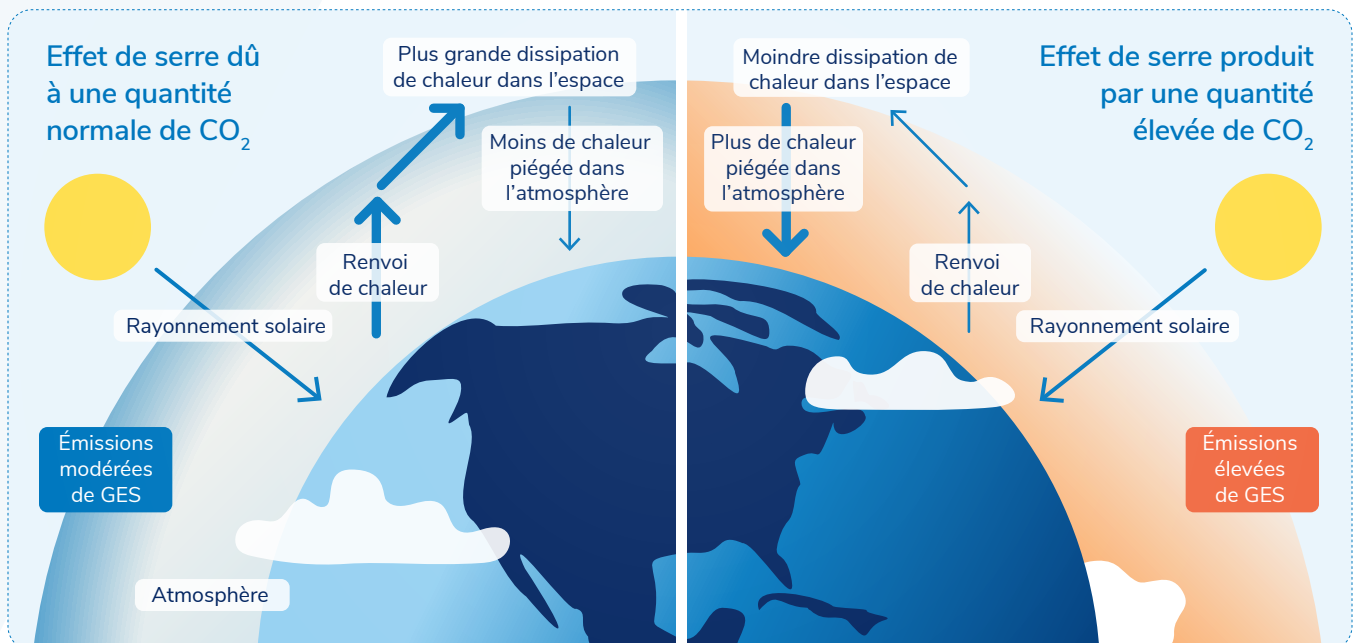 Effet de serre dû
à une quantité
normale de CO₂
Plus grande dissipation
de chaleur dans l’espace
Moins de chaleur
piégée dans
l’atmosphère
Renvoi
de chaleur
Rayonnement solaire
Émissions
modérées
de GES
Atmosphère
Moindre dissipation de
chaleur dans l’espace
Effet de serre produit
par une quantité
élevée de CO₂
Plus de chaleur
piégée dans
l’atmosphère
Renvoi
de chaleur
Rayonnement solaire
Émissions
élevées
de GES